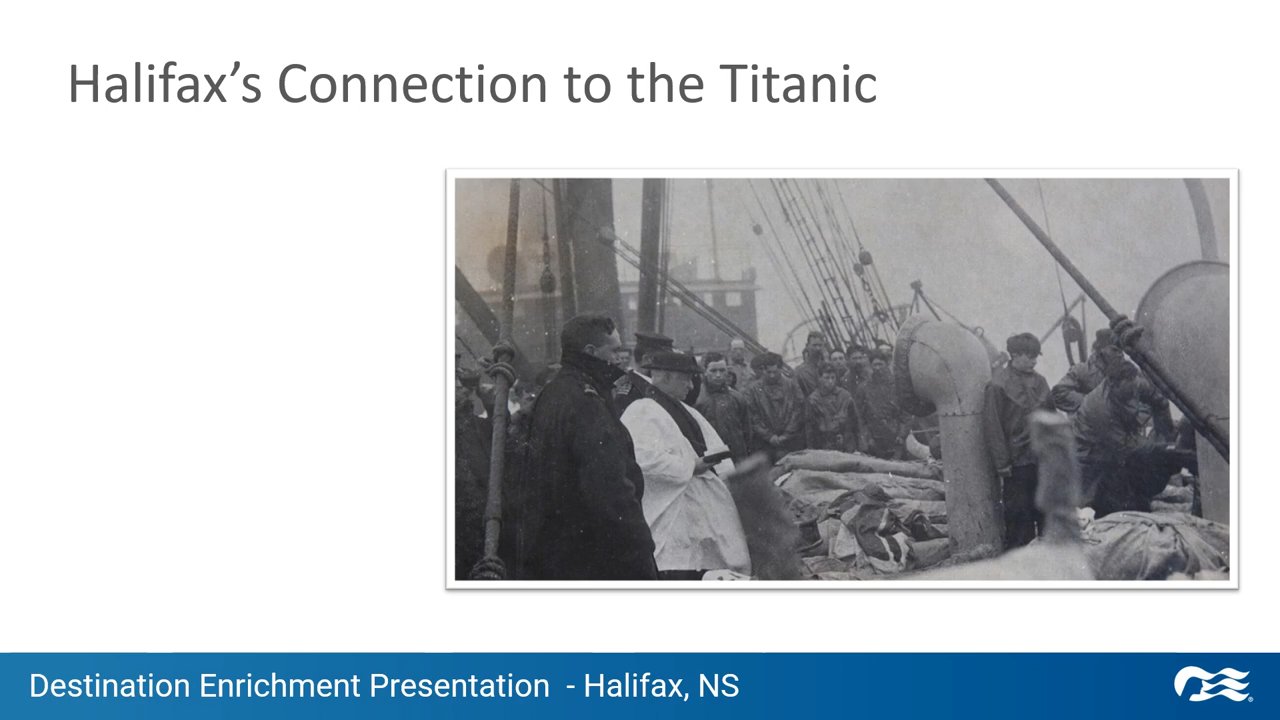 Halifax’s Connection to the Titanic
Destination Enrichment Presentation  - Halifax, NS